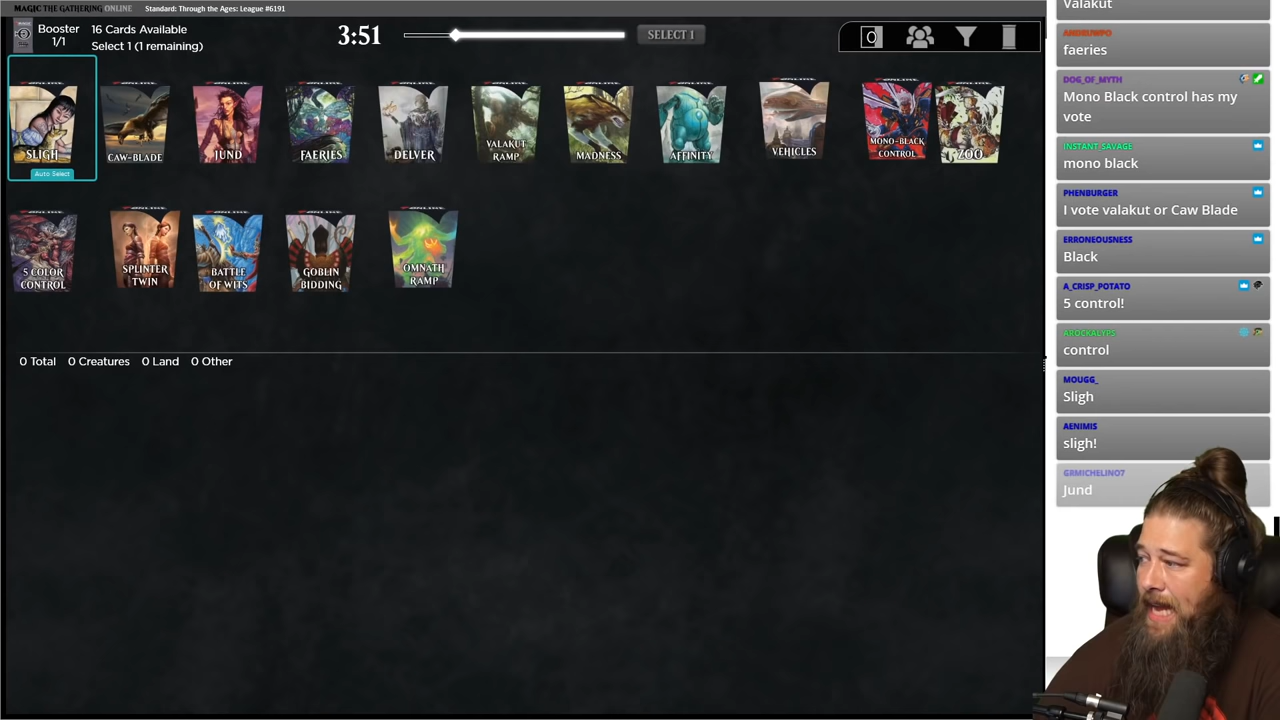 MAGIC THE GATHERING ONLINE Standard: Through the Ages: League #6191
Booster
1/1
16 Cards Available
Select 1 (1 remaining)
3:51
SELECT 1
SLIGH
Auto Select
CAW-BLADE
JUND
FAERIES
DELVER
VALAKUT
RAMP
MADNESS
AFFINITY
VEHICLES
MONO-BLACK
CONTROL
ZOO
5 COLOR
CONTROL
SPLINTER
TWIN
BATTLE
OF WITS
GOBLIN
BIDDING
OMNATH
RAMP
0 Total 0 Creatures 0 Land 0 Other
Valakut
faeries
DOG_OF_MYTH
Mono Black control has my
vote
INSTANT_SAVAGE
mono black
PHENBURGER
I vote valakut or Caw Blade
ERRONEOUSNESS
Black
A_CRISP_POTATO
5 control!
AROCKALYPS
control
MOUGG_
Sligh
AENIMIS
sligh!
GRMICHELINO7
Jund